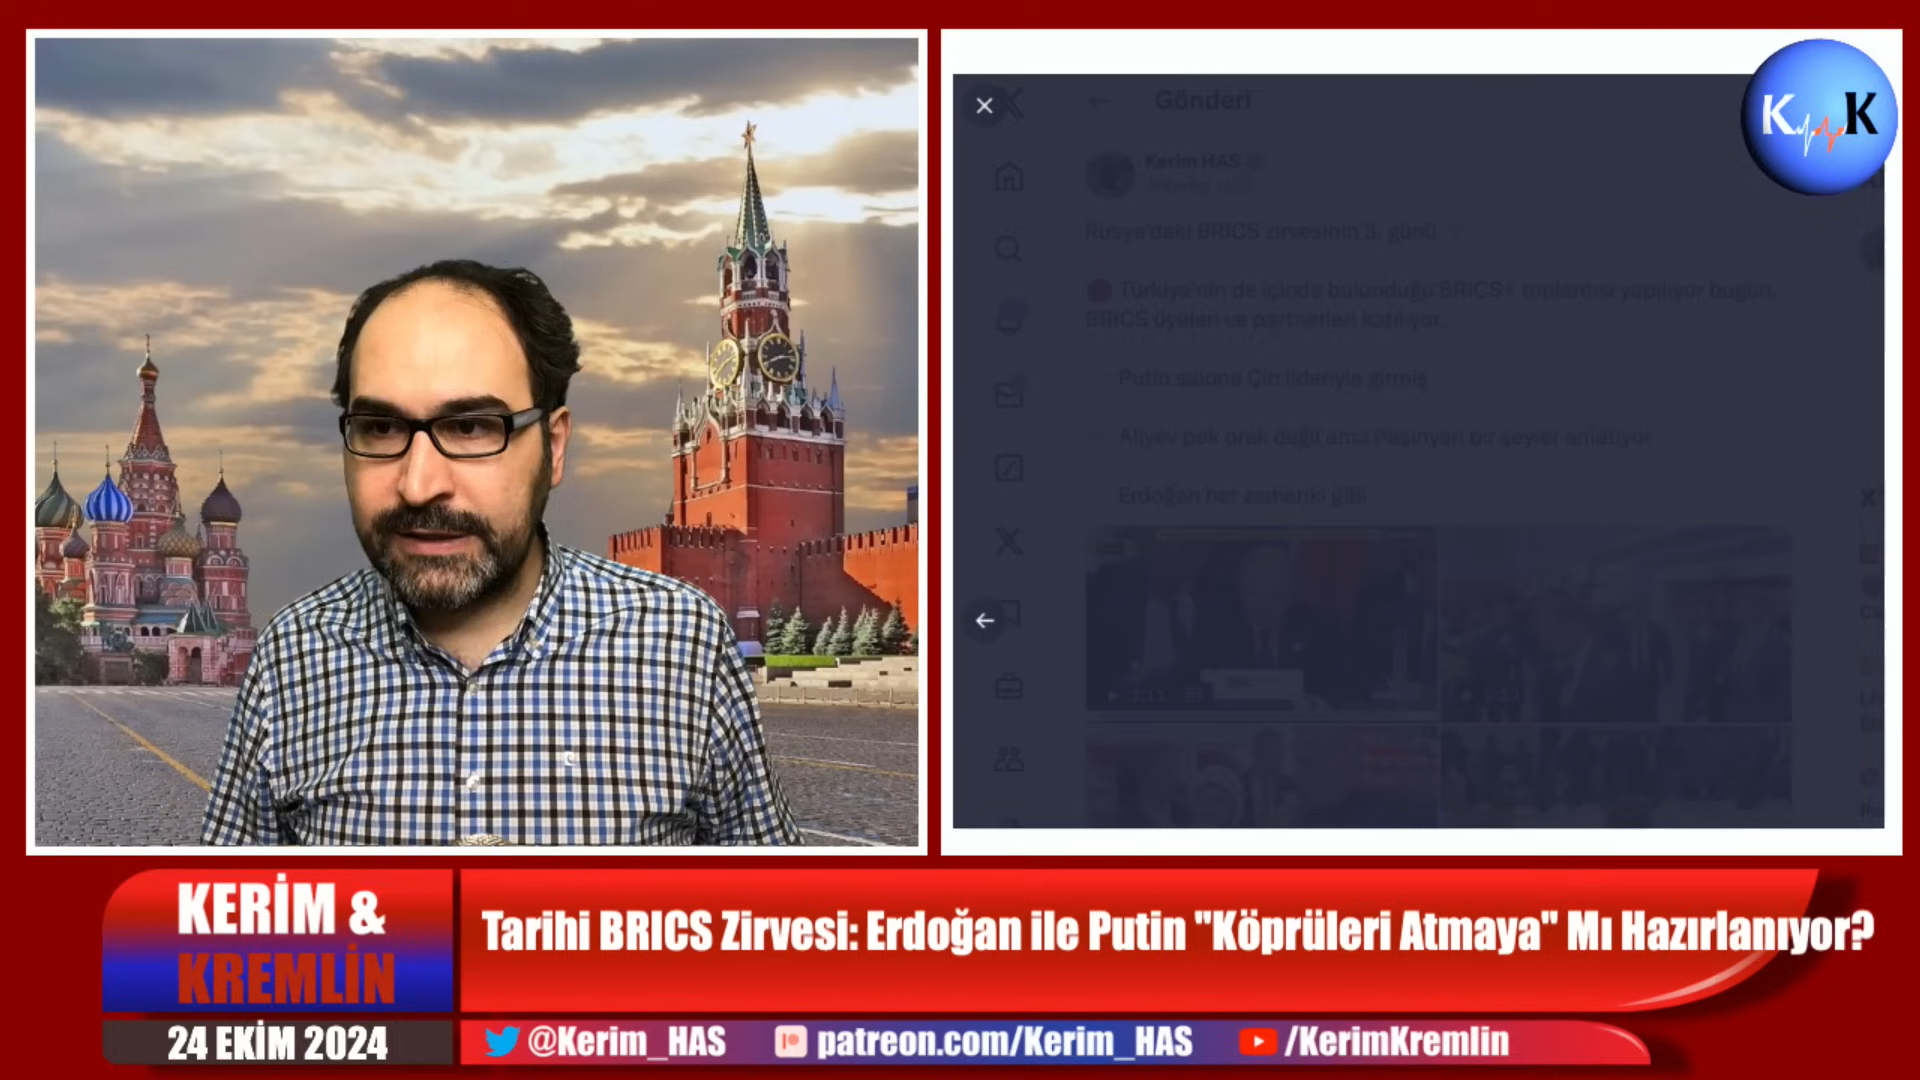 Gönderi
Kerim HAS
Rusya'daki BRICS zirvesinin 3. günü
Türkiye'nin de içinde bulunduğu BRICS+ toplantısı yapılıyor bugün.
BRICS üyeleri ve partnerleri katılıyor.
Putin salona Çin lideriyle girmiş
Aliyev pek oralı değil ama Paşinyan bir şeyler anlatıyor
Erdoğan her zamanki gibi
K K
KERİM &
KREMLİN
24 EKİM 2024
Tarihi BRICS Zirvesi: Erdoğan ile Putin "Köprüleri Atmaya" Mı Hazırlanıyor?
@Kerim_HAS patreon.com/Kerim_HAS /KerimKremlin